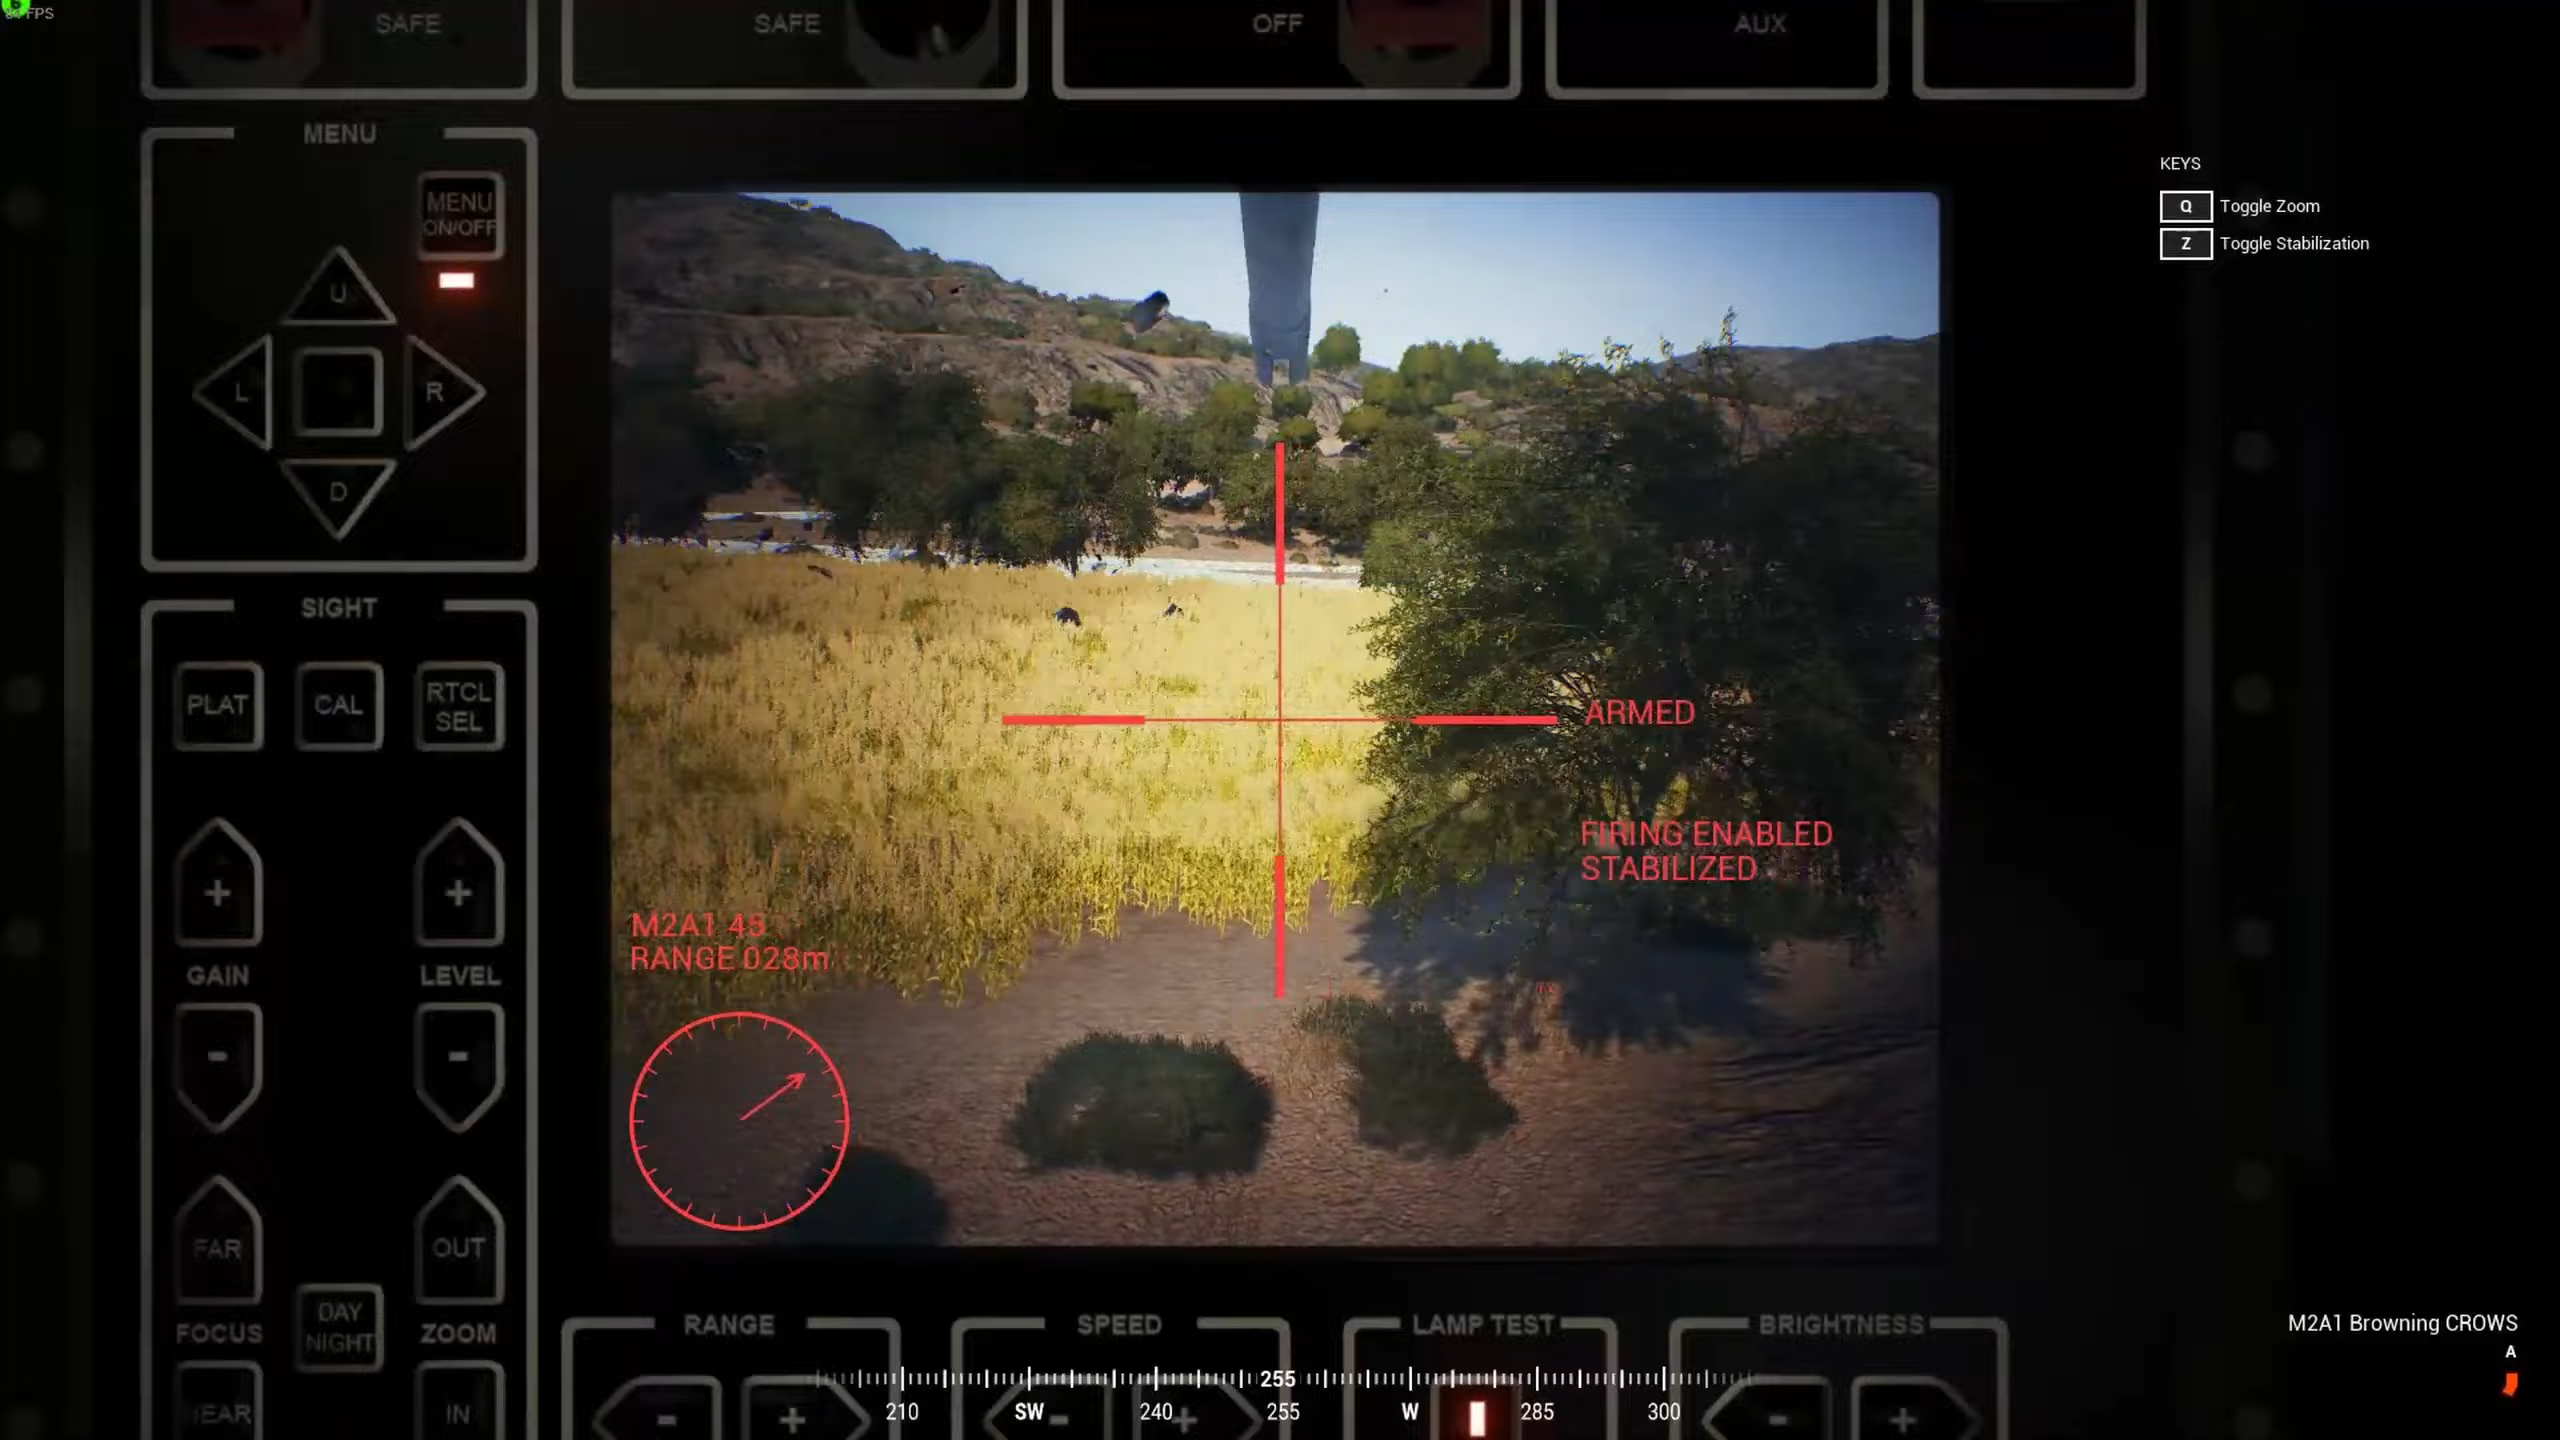 FPS
SAFE
SAFE
OFF
AUX
MENU
MENU
ON/OFF
U
L
R
D
KEYS
Q Toggle Zoom
Z Toggle Stabilization
SIGHT
PLAT
CAL
RTCL
SEL
ARMED
FIRING ENABLED
STABILIZED
+
+
M2A1 45
RANGE 028m
GAIN
LEVEL
-
-
FAR
OUT
DAY
NIGHT
FOCUS
ZOOM
IN
RANGE
SPEED
LAMP TEST
BRIGHTNESS
M2A1 Browning CROWS
A
255
- +
- +
- +
210 SW 240 255 W 285 300